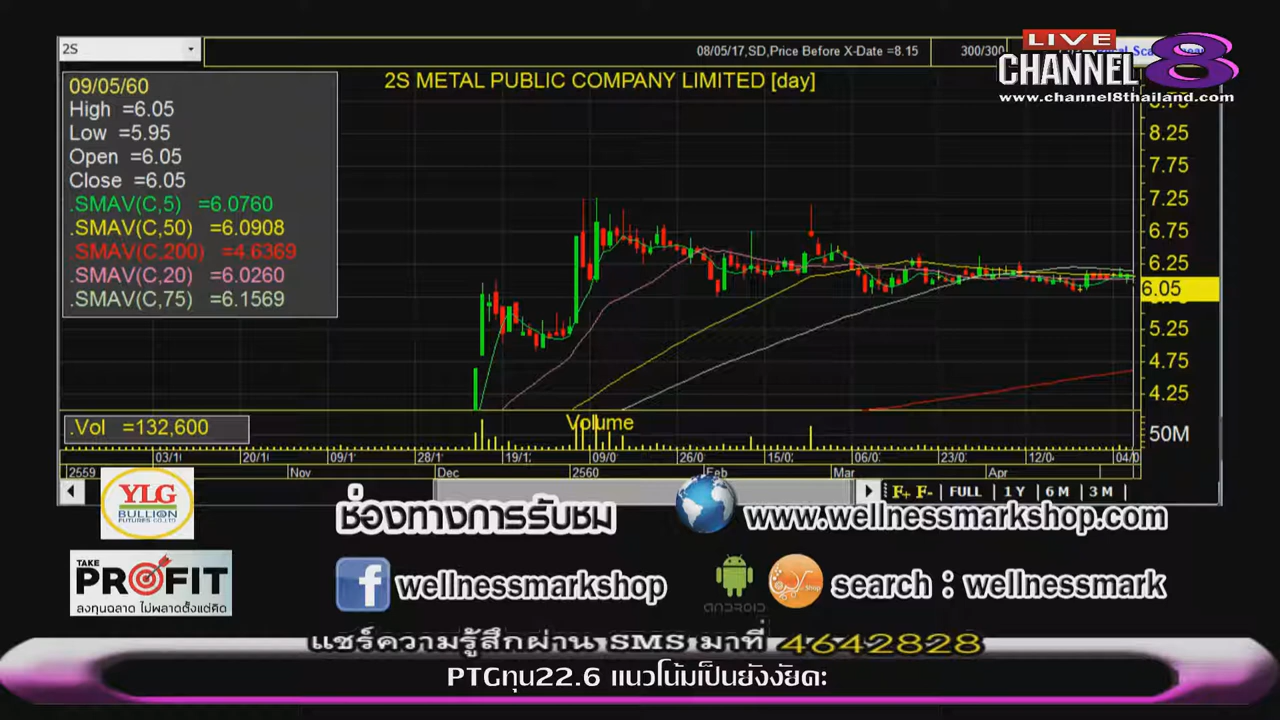 2S
08/05/17,SD,Price Before X-Date =8.15
300/300
LIVE
CHANNEL 8
www.channel8thailand.com
2S METAL PUBLIC COMPANY LIMITED [day]
09/05/60
High =6.05
Low =5.95
Open =6.05
Close =6.05
.SMAV(C,5) =6.0760
.SMAV(C,50) =6.0908
.SMAV(C,200) =4.6369
.SMAV(C,20) =6.0260
.SMAV(C,75) =6.1569
8.25
7.75
7.25
6.75
6.25
6.05
5.25
4.75
4.25
.Vol =132,600
Volume
50M
03/10 20/10 09/1 28/1 19/1 09/0 26/0 15/0 06/0 23/0 12/0 04/0
2559 Nov Dec 2560 Feb Mar Apr
F+ F- FULL 1 Y 6 M 3 M
YLG
BULLION
FUTURES CO.,LTD
ช่องทางการรับชม
www.wellnessmarkshop.com
TAKE
PROFIT
ลงทุนฉลาด ไม่พลาดตั้งแต่คิด
f wellnessmarkshop
ANDROID
Shop
search : wellnessmark
แชร์ความรู้สึกผ่าน SMS มาที่ 4642828
PTGทุน22.6 แนวโน้มเป็นยังงัยคะ